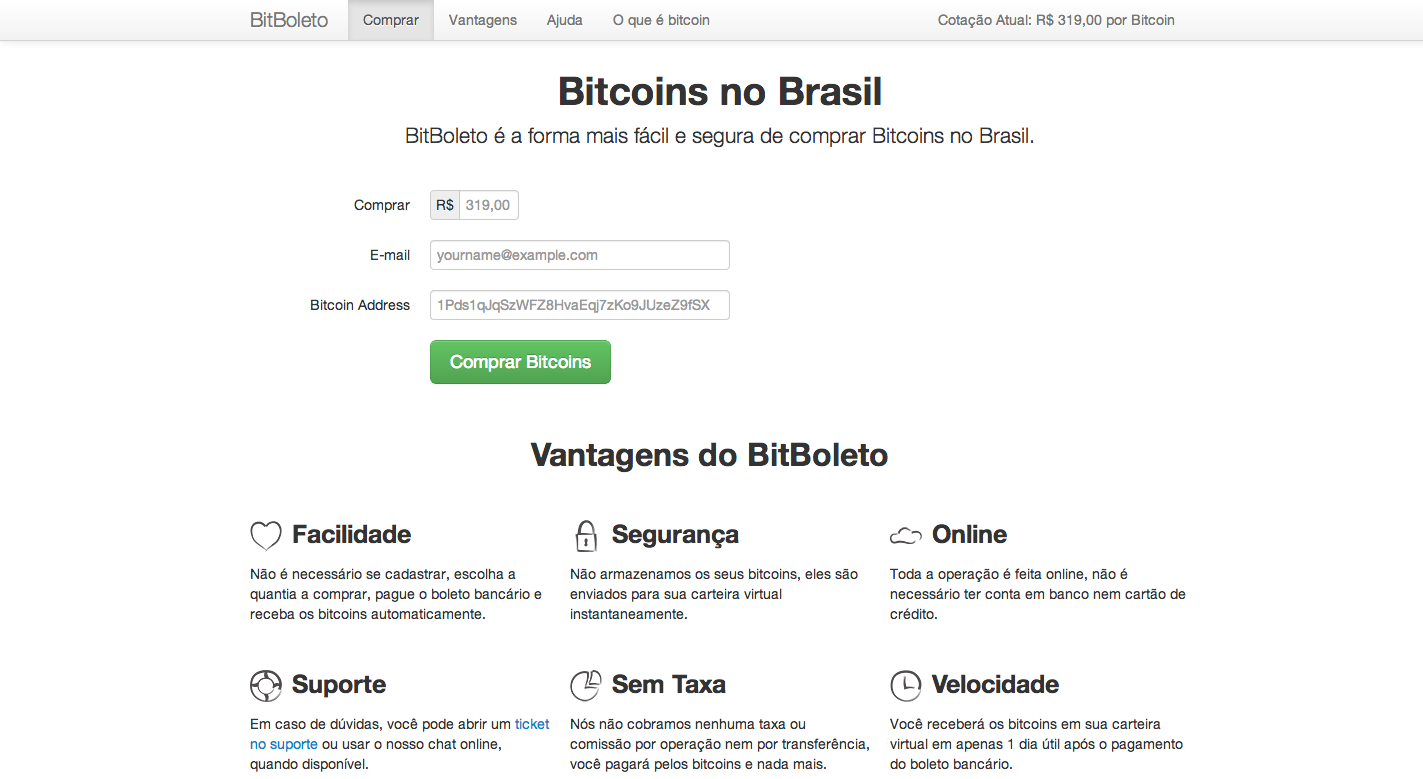 BitBoleto Comprar Vantagens Ajuda O que é bitcoin Cotação Atual: R$ 319,00 por Bitcoin
Bitcoins no Brasil
BitBoleto é a forma mais fácil e segura de comprar Bitcoins no Brasil.
Comprar R$ 319,00
E-mail yourname@example.com
Bitcoin Address 1Pds1qJqSzWFZ8HvaEqj7zKo9JUzeZ9fSX
Comprar Bitcoins
Vantagens do BitBoleto
Facilidade
Não é necessário se cadastrar, escolha a
quantia a comprar, pague o boleto bancário e
receba os bitcoins automaticamente.
Segurança
Não armazenamos os seus bitcoins, eles são
enviados para sua carteira virtual
instantaneamente.
Online
Toda a operação é feita online, não é
necessário ter conta em banco nem cartão de
crédito.
Suporte
Em caso de dúvidas, você pode abrir um ticket
no suporte ou usar o nosso chat online,
quando disponível.
Sem Taxa
Nós não cobramos nenhuma taxa ou
comissão por operação nem por transferência,
você pagará pelos bitcoins e nada mais.
Velocidade
Você receberá os bitcoins em sua carteira
virtual em apenas 1 dia útil após o pagamento
do boleto bancário.